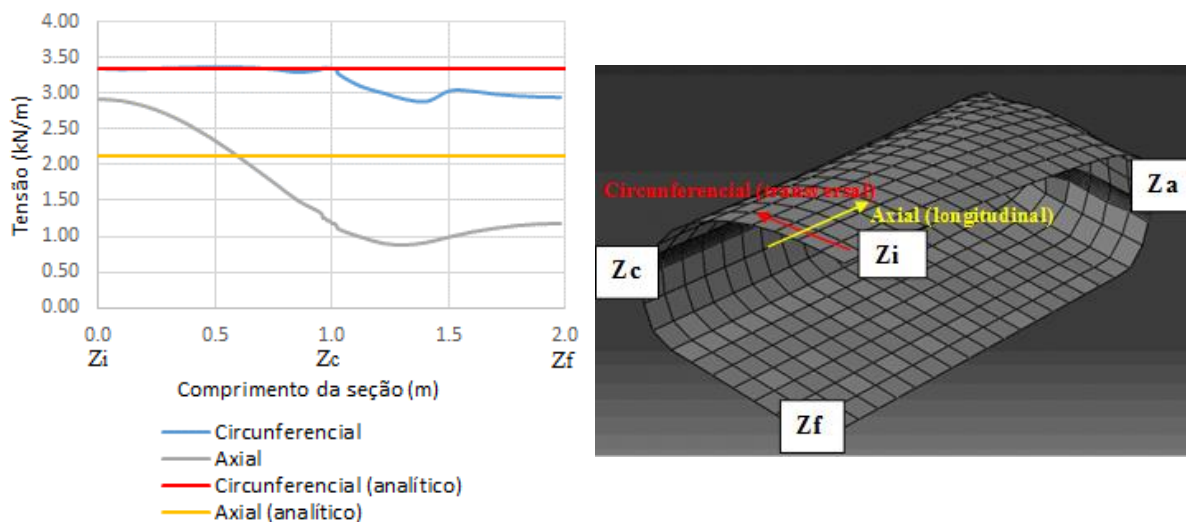 4.00
3.50
3.00
2.50
2.00
1.50
1.00
0.50
0.00
Tensão (kN/m)
0.0 0.5 1.0 1.5 2.0
Zi Zc Zf
Comprimento da seção (m)
Circunferencial
Axial
Circunferencial (analítico)
Axial (analítico)
Circunferencial (transversal)
Axial (longitudinal)
Za
Zi
Zc
Zf